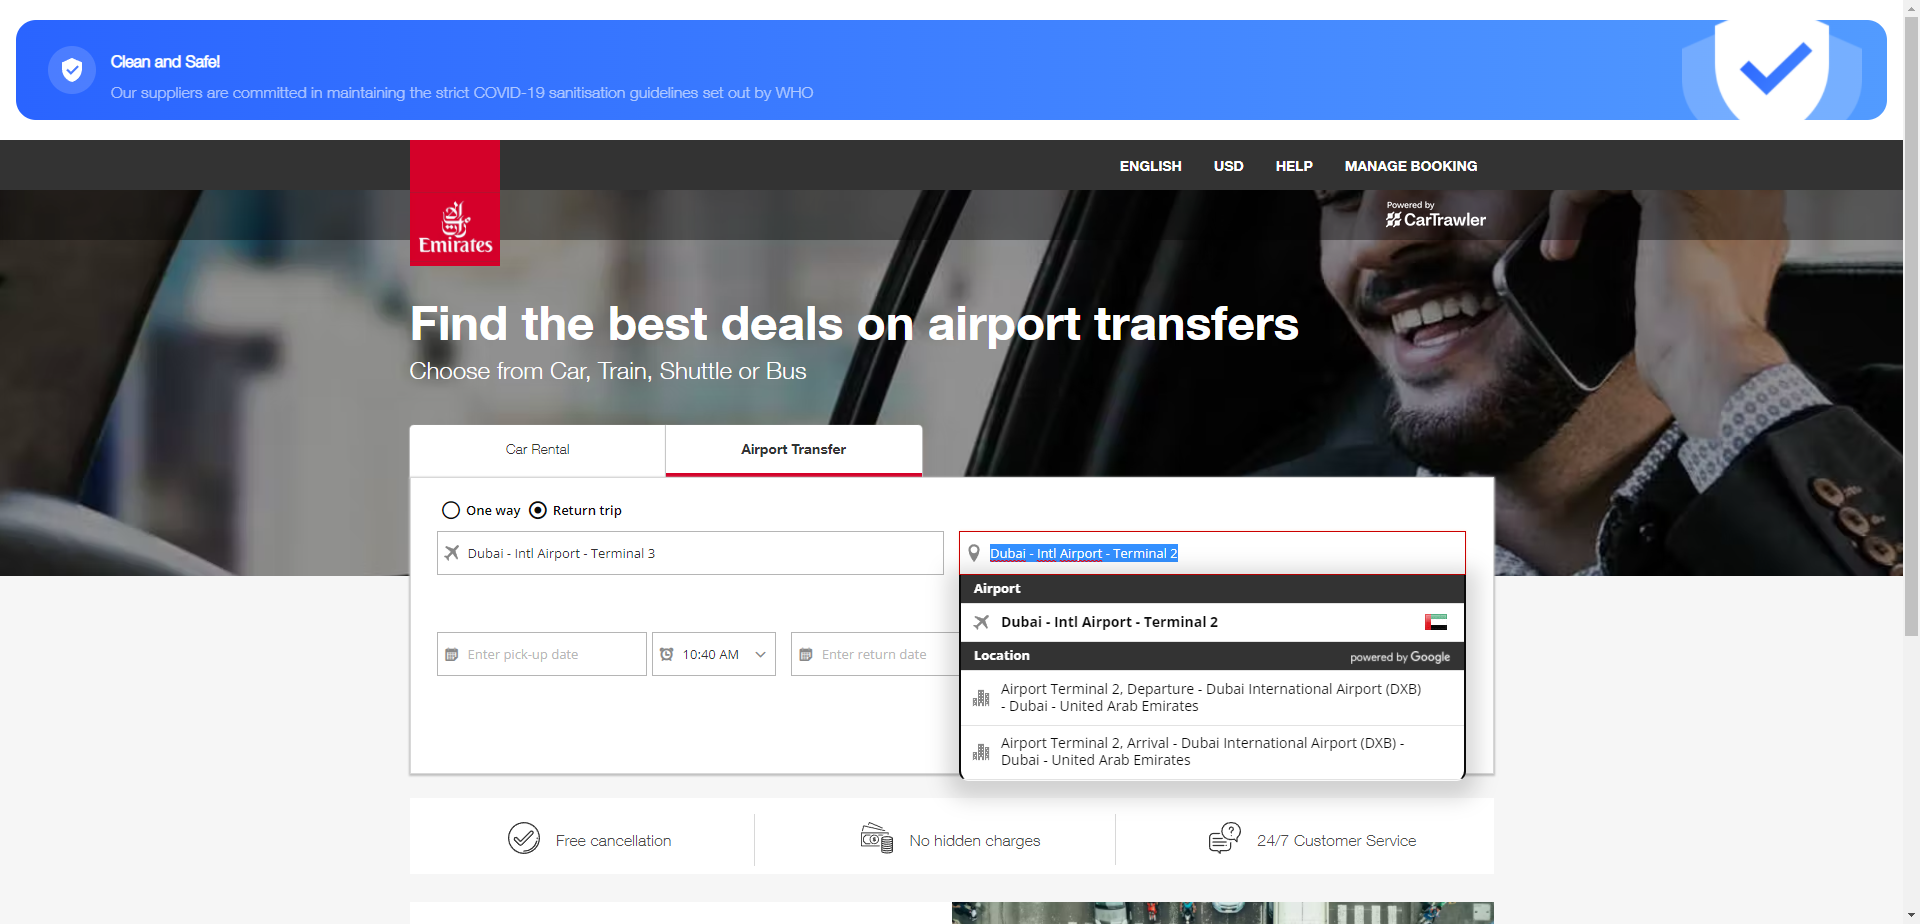 Clean and Safe!
Our suppliers are committed in maintaining the strict COVID-19 sanitisation guidelines set out by WHO
ENGLISH USD HELP MANAGE BOOKING
Powered by
CarTrawler
Emirates
Find the best deals on airport transfers
Choose from Car, Train, Shuttle or Bus
Car Rental Airport Transfer
One way Return trip
Dubai - Intl Airport - Terminal 3 Dubai - Intl Airport - Terminal 2
Airport
Dubai - Intl Airport - Terminal 2
Location powered by Google
Enter pick-up date 10:40 AM Enter return date
Airport Terminal 2, Departure - Dubai International Airport (DXB)
- Dubai - United Arab Emirates
Airport Terminal 2, Arrival - Dubai International Airport (DXB) -
Dubai - United Arab Emirates
Free cancellation No hidden charges 24/7 Customer Service